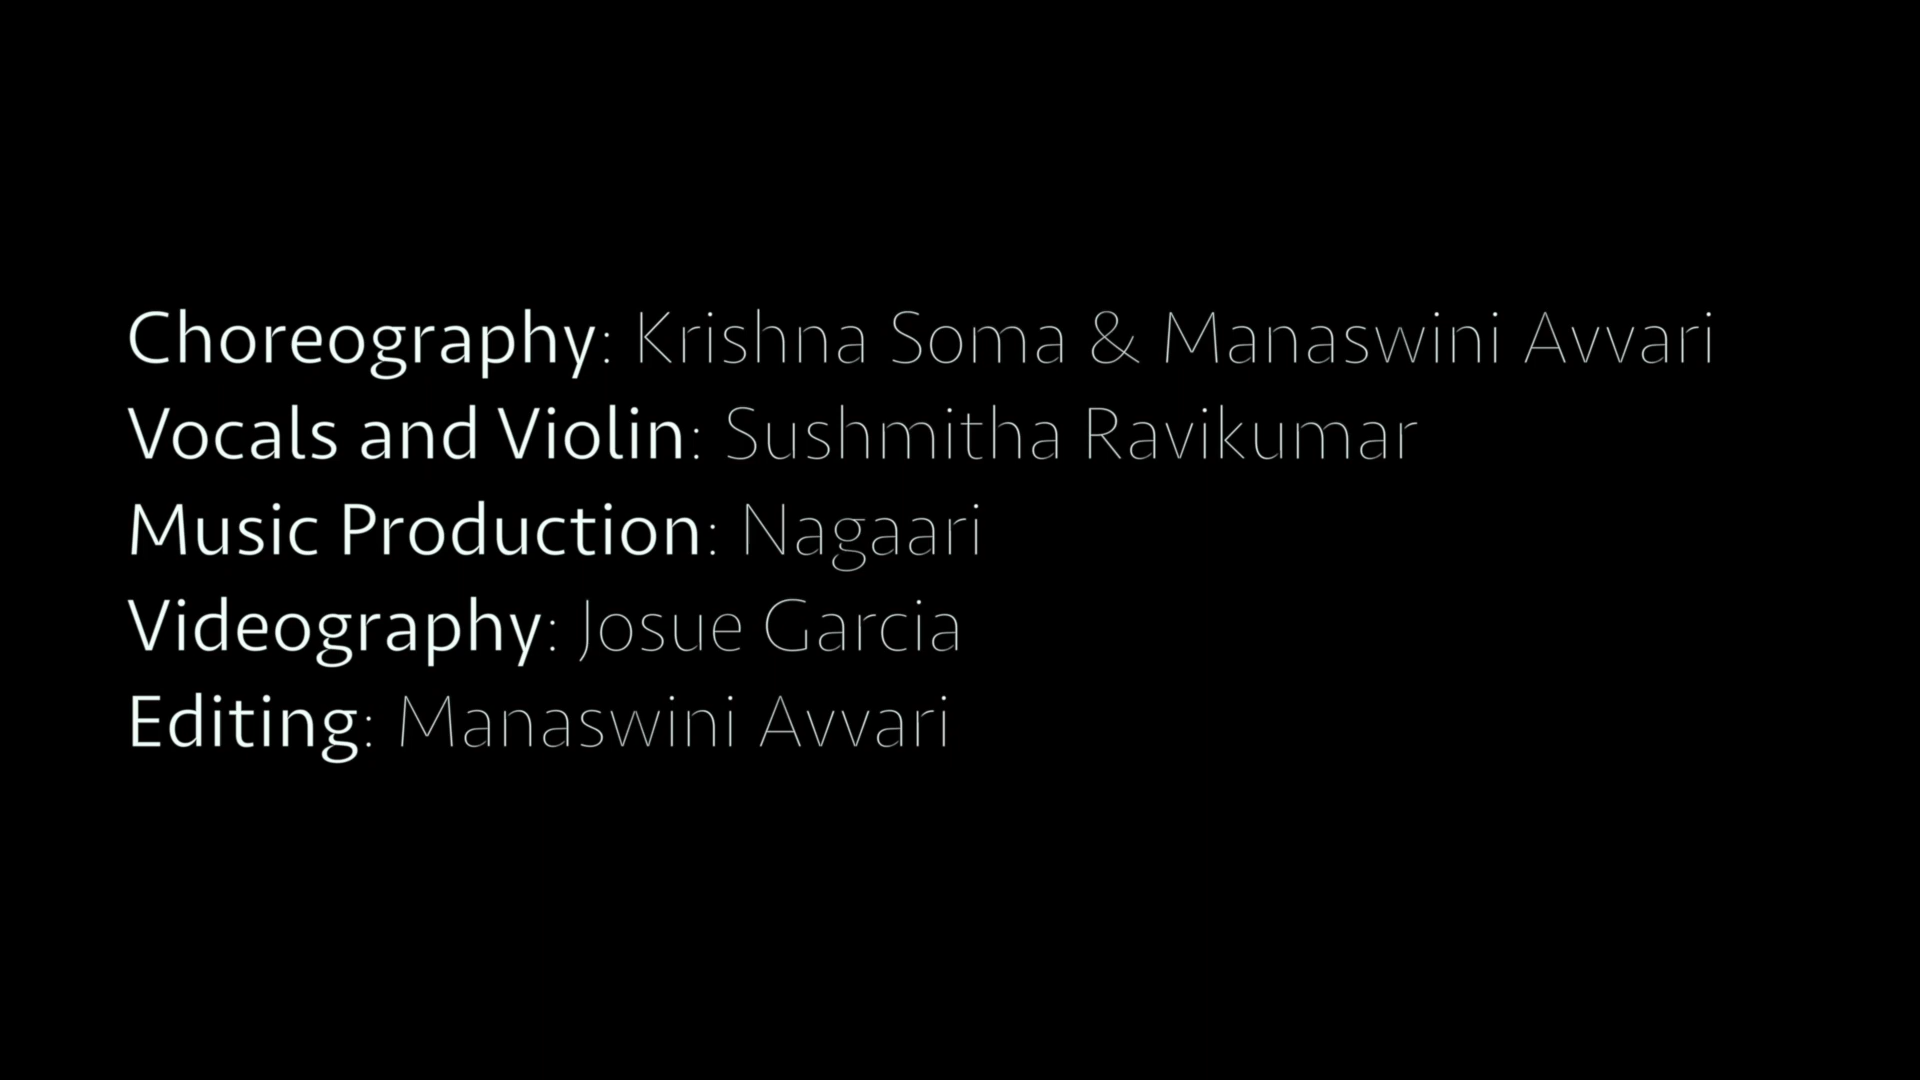 Choreography: Krishna Soma & Manaswini Avvari
Vocals and Violin: Sushmitha Ravikumar
Music Production: Nagaari
Videography: Josue Garcia
Editing: Manaswini Avvari